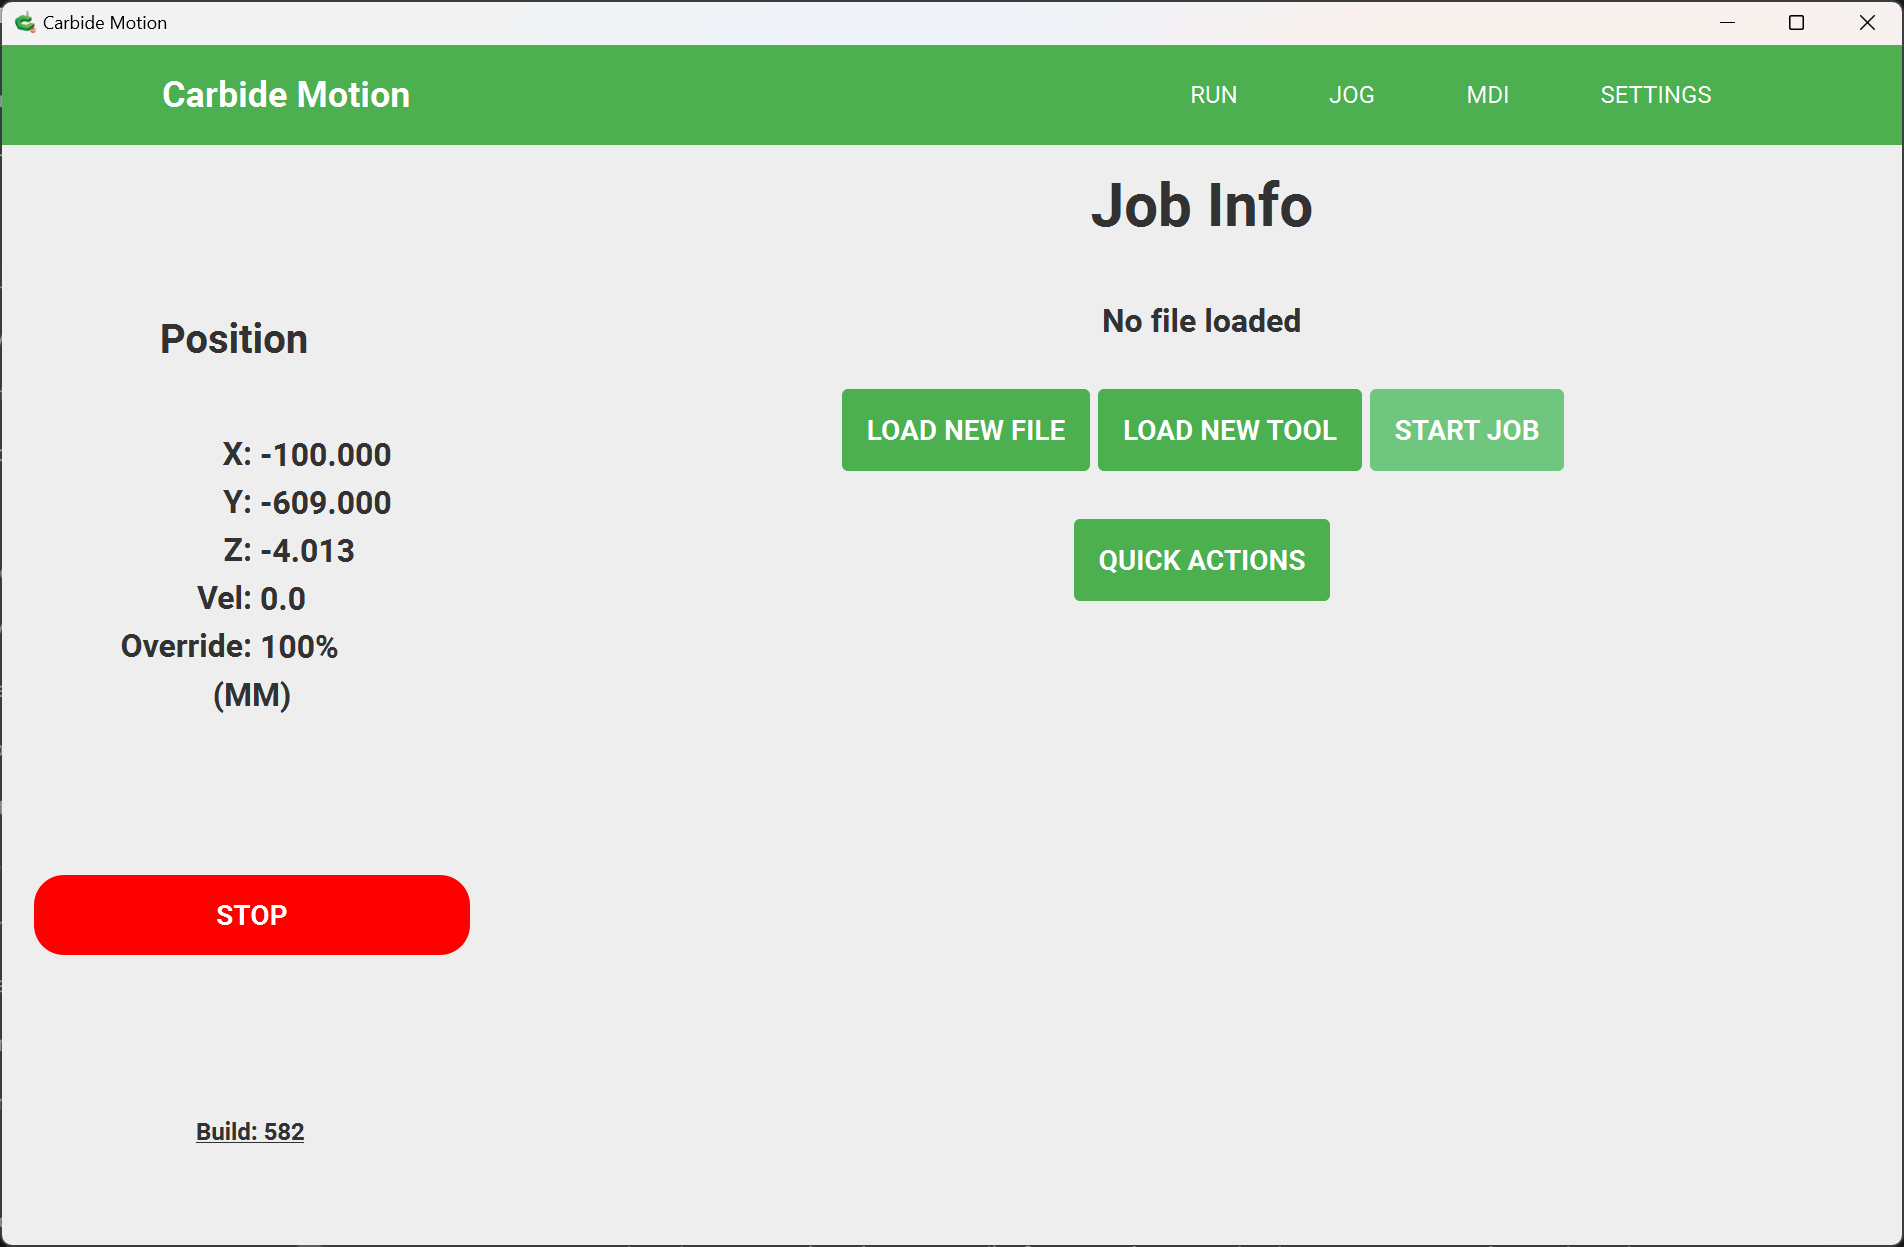 Carbide Motion
Carbide Motion
RUN
JOG
MDI
SETTINGS
Job Info
No file loaded
LOAD NEW FILE
LOAD NEW TOOL
START JOB
QUICK ACTIONS
Position
X: -100.000
Y: -609.000
Z: -4.013
Vel: 0.0
Override: 100%
(MM)
STOP
Build: 582